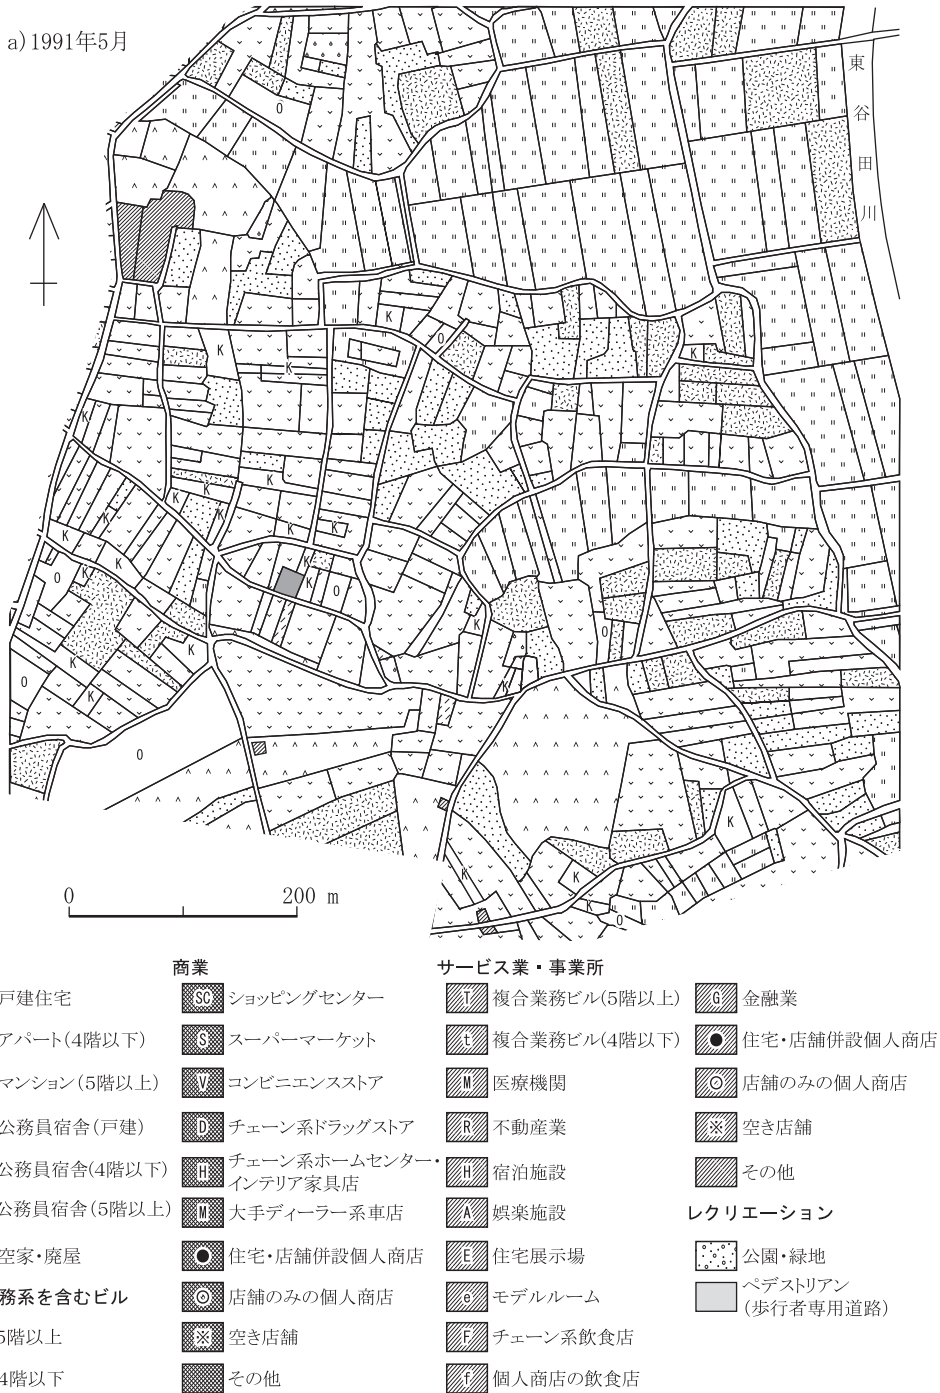 a)1991年5月
東
谷
田
川
0 200 m
戸建住宅
アパート(4階以下)
マンション(5階以上)
公務員宿舎(戸建)
公務員宿舎(4階以下)
公務員宿舎(5階以上)
空家・廃屋
務系を含むビル
5階以上
4階以下
商業
SC ショッピングセンター
S スーパーマーケット
V コンビニエンスストア
D チェーン系ドラッグストア
H チェーン系ホームセンター・
インテリア家具店
M 大手ディーラー系車店
住宅・店舗併設個人商店
店舗のみの個人商店
※ 空き店舗
その他
サービス業・事業所
T 複合業務ビル(5階以上)
t 複合業務ビル(4階以下)
M 医療機関
R 不動産業
H 宿泊施設
A 娯楽施設
E 住宅展示場
e モデルルーム
F チェーン系飲食店
f 個人商店の飲食店
G 金融業
住宅・店舗併設個人商店
店舗のみの個人商店
※ 空き店舗
その他
レクリエーション
公園・緑地
ペデストリアン
(歩行者専用道路)